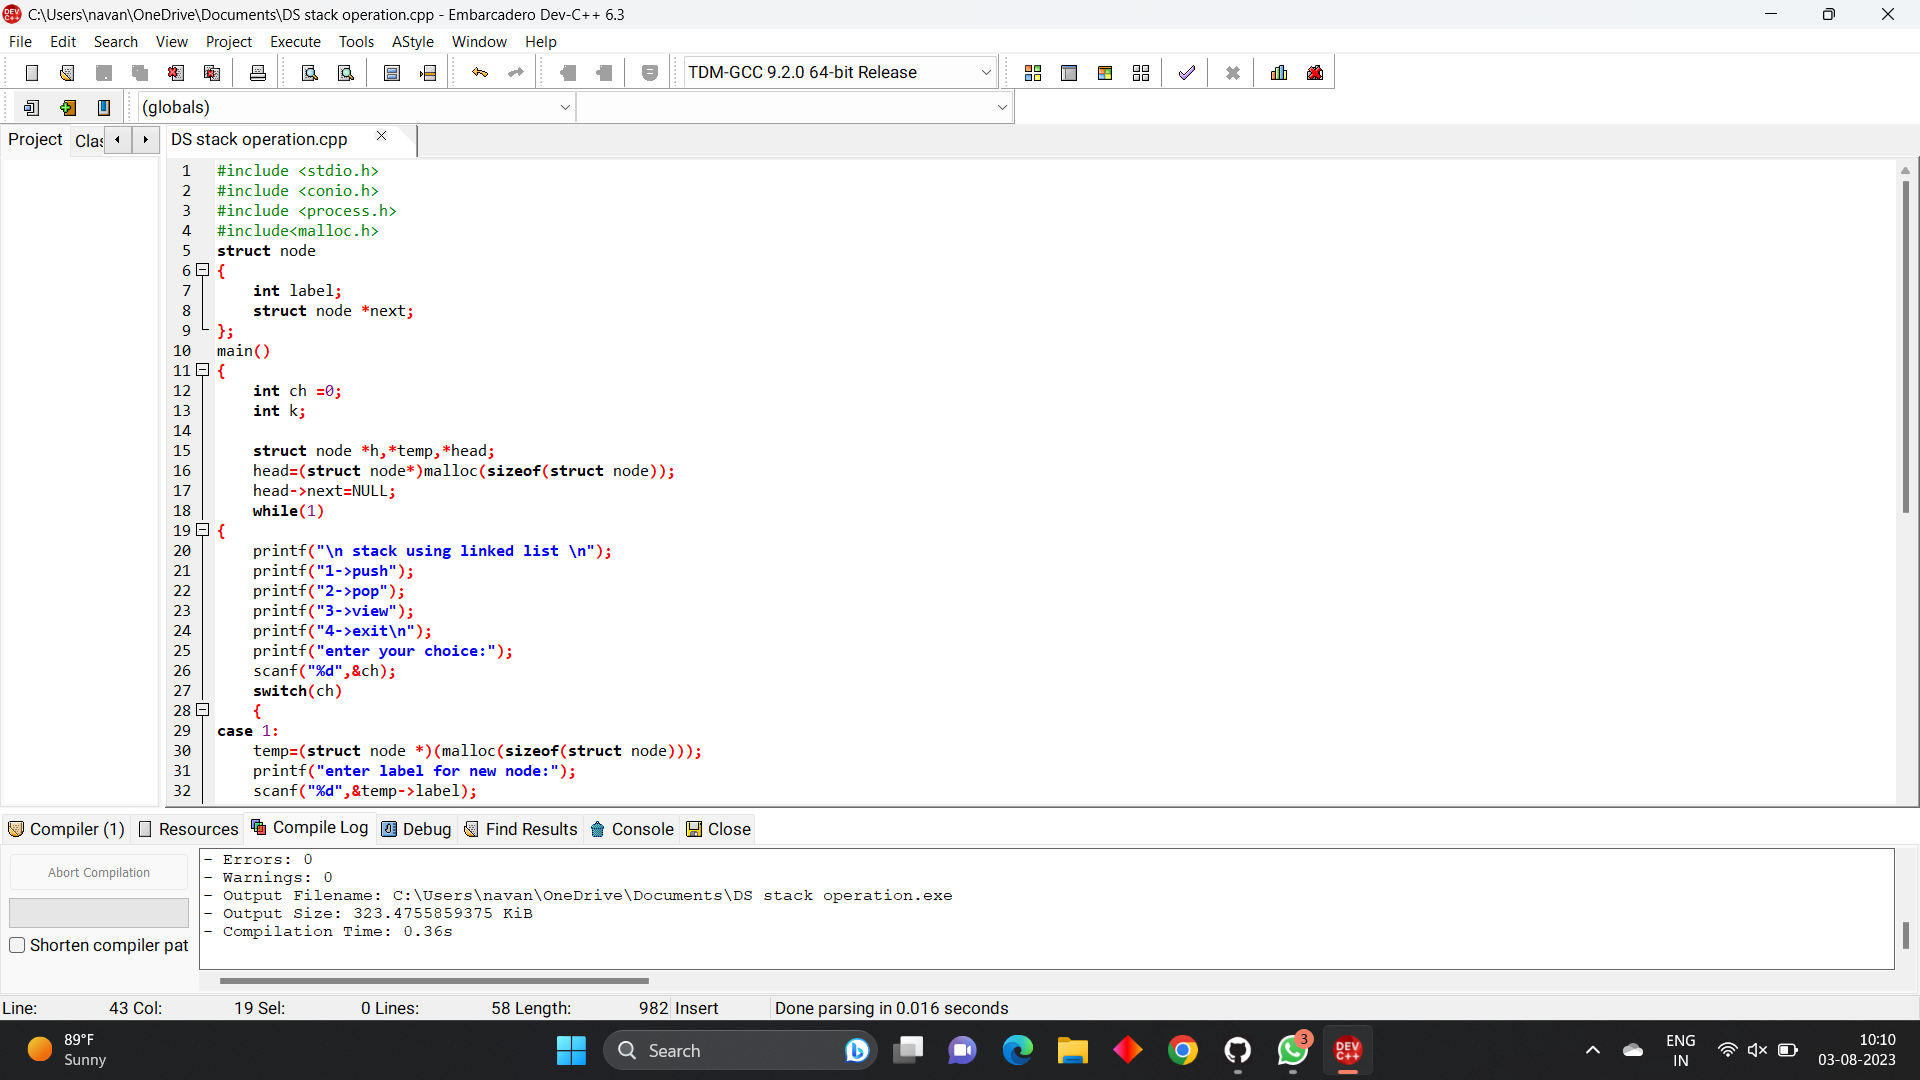 C:\Users\navan\OneDrive\Documents\DS stack operation.cpp - Embarcadero Dev-C++ 6.3
File Edit Search View Project Execute Tools AStyle Window Help
TDM-GCC 9.2.0 64-bit Release
(globals)
Project Clas DS stack operation.cpp
1 #include <stdio.h>
2 #include <conio.h>
3 #include <process.h>
4 #include<malloc.h>
5 struct node
6 {
7 int label;
8 struct node *next;
9 };
10 main()
11 {
12 int ch =0;
13 int k;
14
15 struct node *h,*temp,*head;
16 head=(struct node*)malloc(sizeof(struct node));
17 head->next=NULL;
18 while(1)
19 {
20 printf("\n stack using linked list \n");
21 printf("1->push");
22 printf("2->pop");
23 printf("3->view");
24 printf("4->exit\n");
25 printf("enter your choice:");
26 scanf("%d",&ch);
27 switch(ch)
28 {
29 case 1:
30 temp=(struct node *)(malloc(sizeof(struct node)));
31 printf("enter label for new node:");
32 scanf("%d",&temp->label);
Compiler (1) Resources Compile Log Debug Find Results Console Close
Abort Compilation
Shorten compiler pat
- Errors: 0
- Warnings: 0
- Output Filename: C:\Users\navan\OneDrive\Documents\DS stack operation.exe
- Output Size: 323.4755859375 KiB
- Compilation Time: 0.36s
Line: 43 Col: 19 Sel: 0 Lines: 58 Length: 982 Insert Done parsing in 0.016 seconds
89°F
Sunny
Search
3
DEV
C++
ENG
IN
10:10
03-08-2023